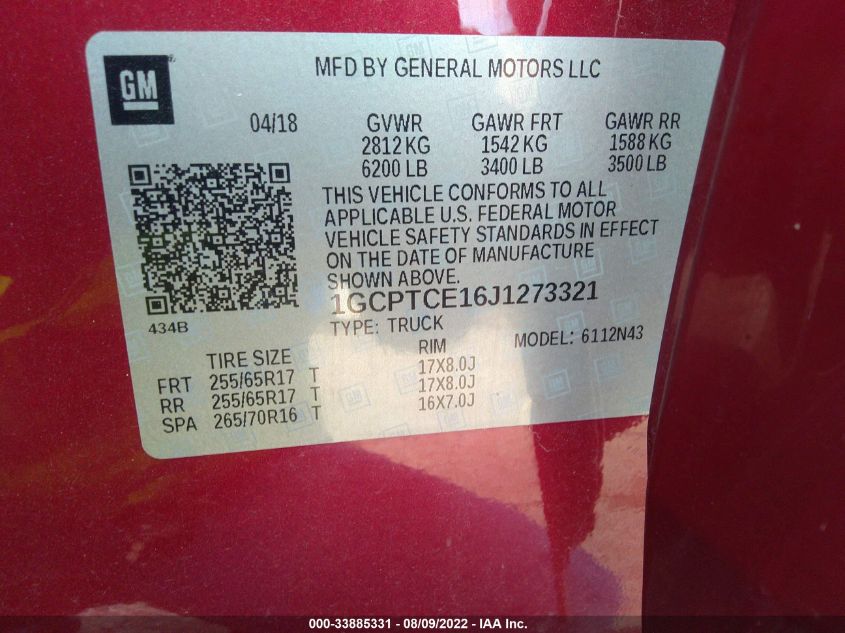 GM
MFD BY GENERAL MOTORS LLC
04/18 GVWR GAWR FRT GAWR RR
2812 KG 1542 KG 1588 KG
6200 LB 3400 LB 3500 LB
THIS VEHICLE CONFORMS TO ALL
APPLICABLE U.S. FEDERAL MOTOR
VEHICLE SAFETY STANDARDS IN EFFECT
ON THE DATE OF MANUFACTURE
SHOWN ABOVE.
1GCPTCE16J1273321
434B
TYPE: TRUCK MODEL: 6112N43
TIRE SIZE RIM
FRT 255/65R17 T 17X8.0J
RR 255/65R17 T 17X8.0J
SPA 265/70R16 T 16X7.0J
000-33885331 - 08/09/2022 - IAA Inc.